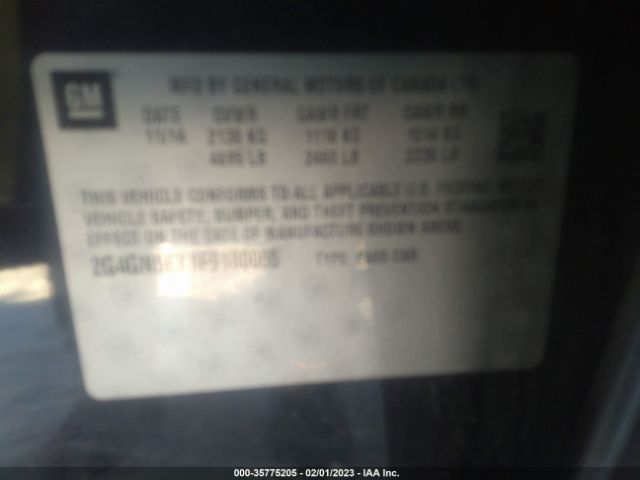 GM
MFD BY GENERAL MOTORS OF CANADA LTD
DATE GVWR GAWR FRT GAWR RR
11/14 2130 KG 1116 KG 1014 KG
4695 LB 2460 LB 2235 LB
THIS VEHICLE CONFORMS TO ALL APPLICABLE U.S. FEDERAL MOTOR
VEHICLE SAFETY, BUMPER, AND THEFT PREVENTION STANDARDS IN
EFFECT ON THE DATE OF MANUFACTURE SHOWN ABOVE.
TYPE: PASS CAR
000-35775205 - 02/01/2023 - IAA Inc.